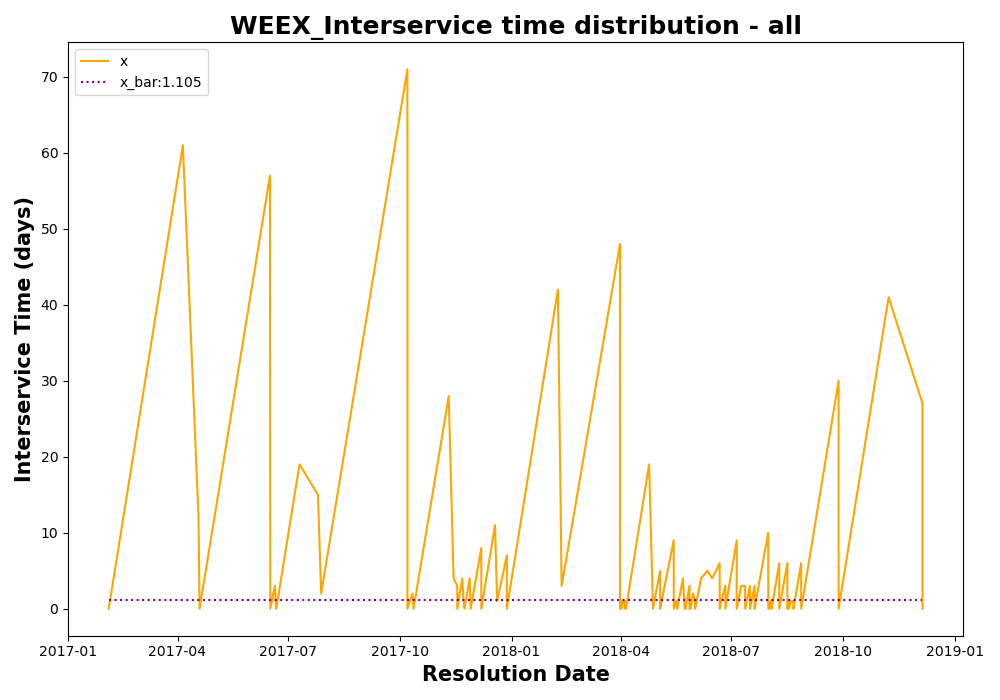 WEEX_Interservice time distribution - all
x
x_bar:1.105
Interservice Time (days)
70
60
50
40
30
20
10
0
2017-01 2017-04 2017-07 2017-10 2018-01 2018-04 2018-07 2018-10 2019-01
Resolution Date